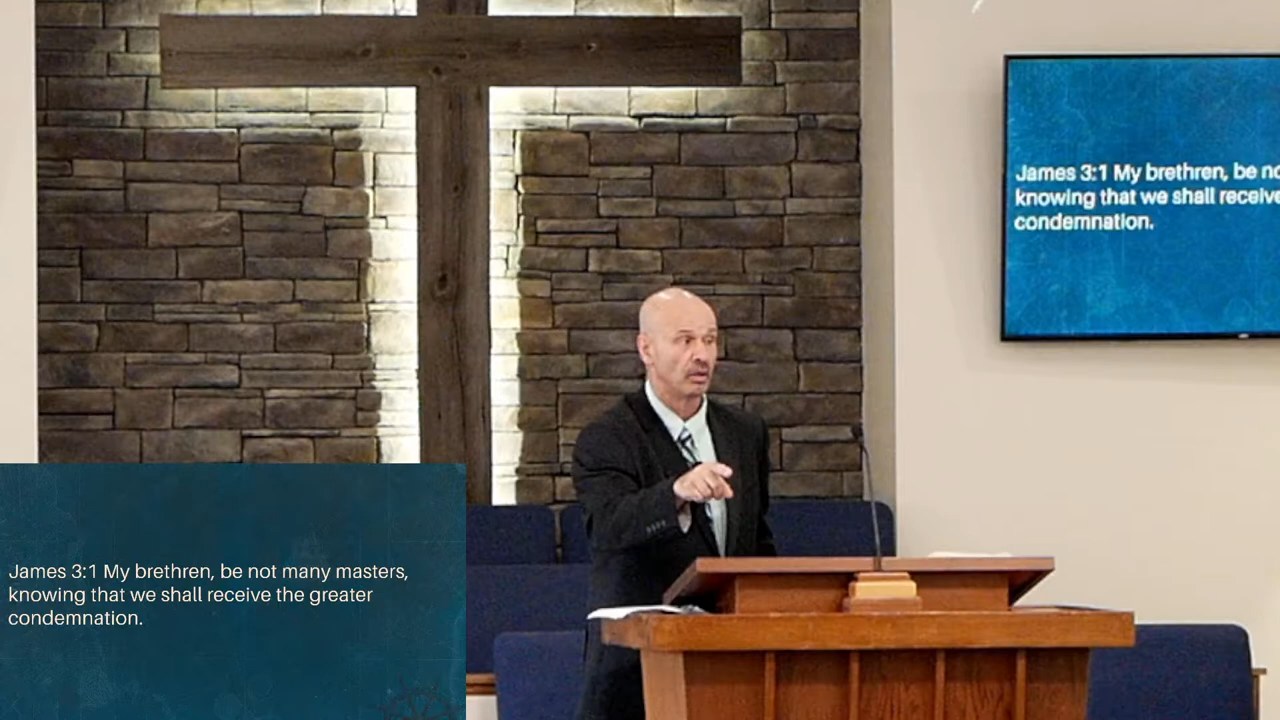 James 3:1 My brethren, be no
knowing that we shall receive
condemnation.
James 3:1 My brethren, be not many masters,
knowing that we shall receive the greater
condemnation.